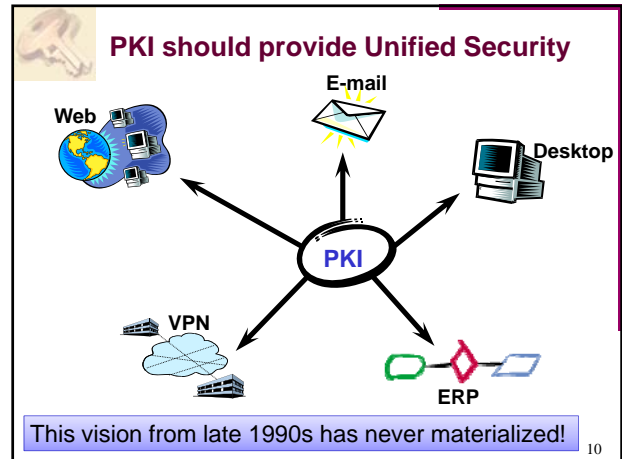 PKI should provide Unified Security
E-mail
Web
Desktop
PKI
VPN
ERP
This vision from late 1990s has never materialized!
10